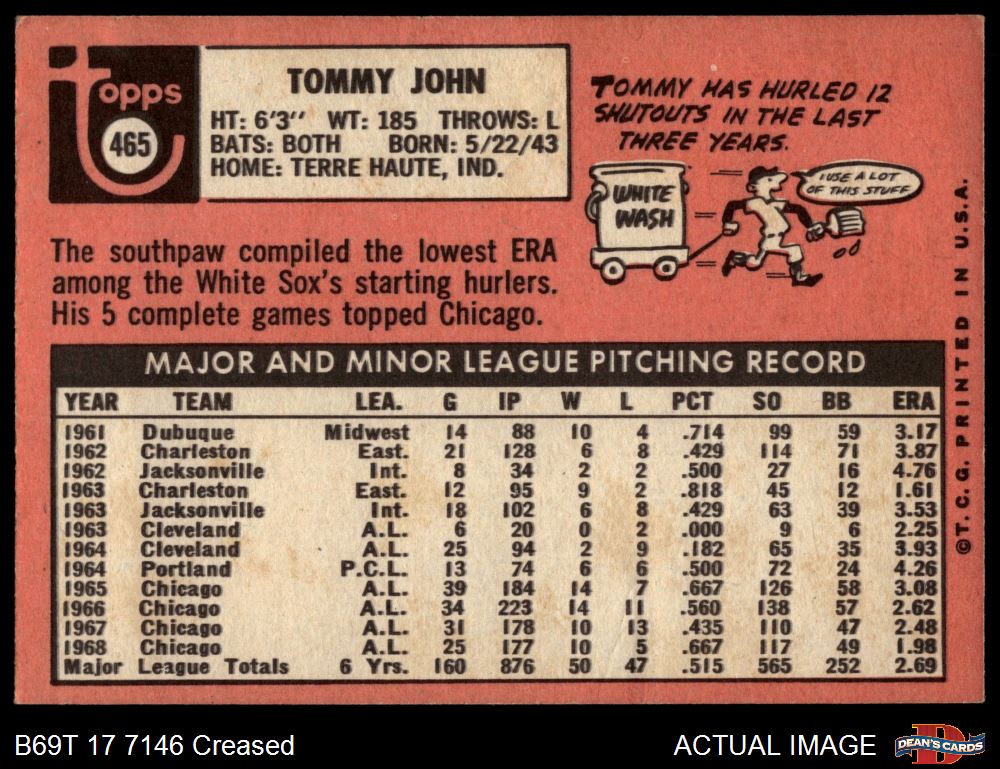 topps
465
TOMMY JOHN
HT: 6'3" WT: 185 THROWS: L
BATS: BOTH BORN: 5/22/43
HOME: TERRE HAUTE, IND.
TOMMY HAS HURLED 12
SHUTOUTS IN THE LAST
THREE YEARS.
WHITE
WASH
I USE A LOT
OF THIS STUFF
The southpaw compiled the lowest ERA
among the White Sox's starting hurlers.
His 5 complete games topped Chicago.
MAJOR AND MINOR LEAGUE PITCHING RECORD
YEAR TEAM LEA. G IP W L PCT SO BB ERA
1961 Dubuque Midwest 14 88 10 4 .714 99 59 3.17
1962 Charleston East. 21 128 6 8 .429 114 71 3.87
1962 Jacksonville Int. 8 34 2 2 .500 27 16 4.76
1963 Charleston East. 12 95 9 2 .818 45 12 1.61
1963 Jacksonville Int. 18 102 6 8 .429 63 39 3.53
1963 Cleveland A.L. 6 20 0 2 .000 9 6 2.25
1964 Cleveland A.L. 25 94 2 9 .182 65 35 3.93
1964 Portland P.C.L. 13 74 6 6 .500 72 24 4.26
1965 Chicago A.L. 39 184 14 7 .667 126 58 3.08
1966 Chicago A.L. 34 223 14 11 .560 138 57 2.62
1967 Chicago A.L. 31 178 10 13 .435 110 47 2.48
1968 Chicago A.L. 25 177 10 5 .667 117 49 1.98
Major League Totals 6 Yrs. 160 876 50 47 .515 565 252 2.69
©T.C.G. PRINTED IN U.S.A.
B69T 17 7146 Creased
ACTUAL IMAGE
D
DEAN'S CARDS